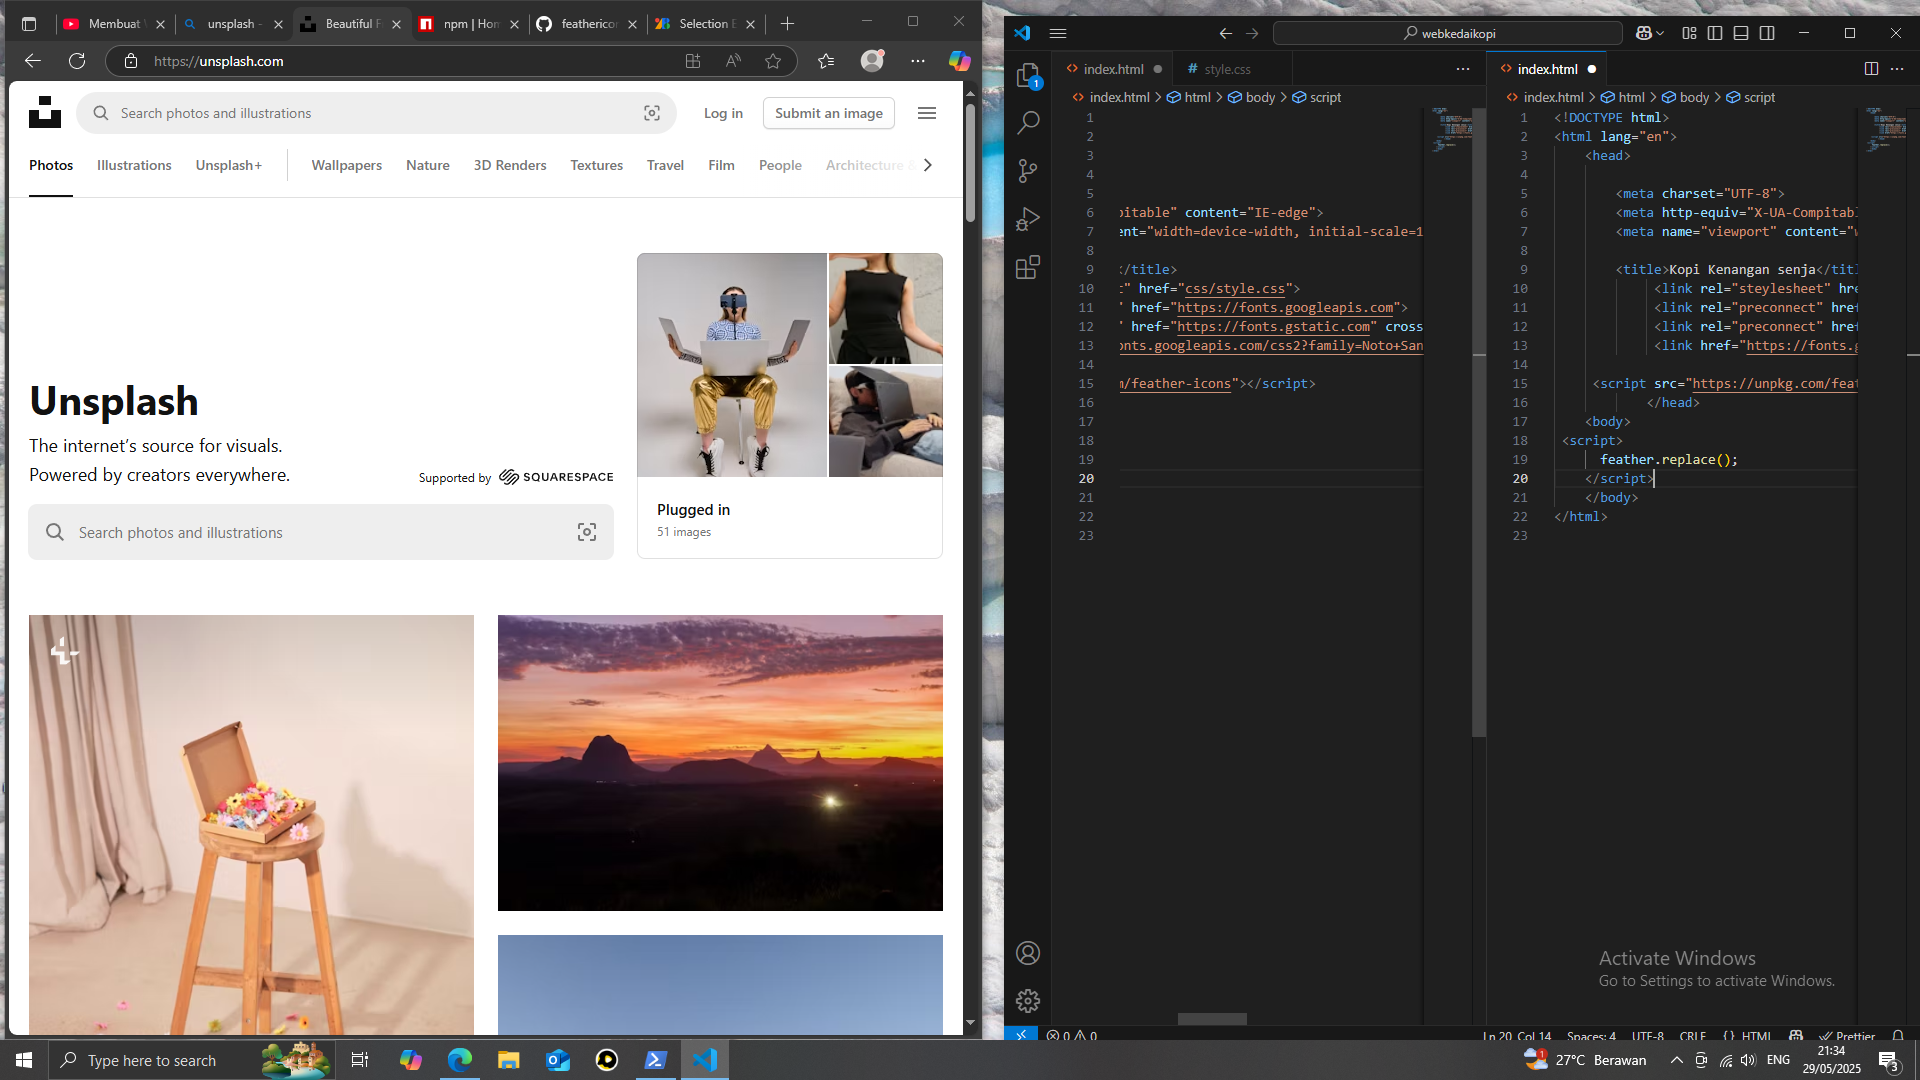 Membuat
unsplash -
Beautiful F
npm | Hom
feathericon
Selection
https://unsplash.com
Search photos and illustrations
Log in
Submit an image
Photos
Illustrations
Unsplash+
Wallpapers
Nature
3D Renders
Textures
Travel
Film
People
Architecture &
Unsplash
The internet's source for visuals.
Powered by creators everywhere.
Supported by SQUARESPACE
Search photos and illustrations
Plugged in
51 images
webkedaikopi
index.html
# style.css
index.html > html > body > script
1
2
3
4
5
6 pitable" content="IE-edge">
7 ent="width=device-width, initial-scale=1
8
9 </title>
10 t" href="css/style.css">
11 " href="https://fonts.googleapis.com">
12 " href="https://fonts.gstatic.com" cross
13 onts.googleapis.com/css2?family=Noto+San
14
15 m/feather-icons"></script>
16
17
18
19
20
21
22
23
index.html
index.html > html > body > script
1 <!DOCTYPE html>
2 <html lang="en">
3 <head>
4
5 <meta charset="UTF-8">
6 <meta http-equiv="X-UA-Compitabl
7 <meta name="viewport" content="w
8
9 <title>Kopi Kenangan senja</titl
10 <link rel="steylesheet" hre
11 <link rel="preconnect" href
12 <link rel="preconnect" href
13 <link href="https://fonts.g
14
15 <script src="https://unpkg.com/feat
16 </head>
17 <body>
18 <script>
19 feather.replace();
20 </script>
21 </body>
22 </html>
23
Activate Windows
Go to Settings to activate Windows.
0 0
Ln 20, Col 14
Spaces: 4
UTF-8
CRLF
{} HTML
Prettier
Type here to search
1
27°C Berawan
ENG
21:34
29/05/2025
3